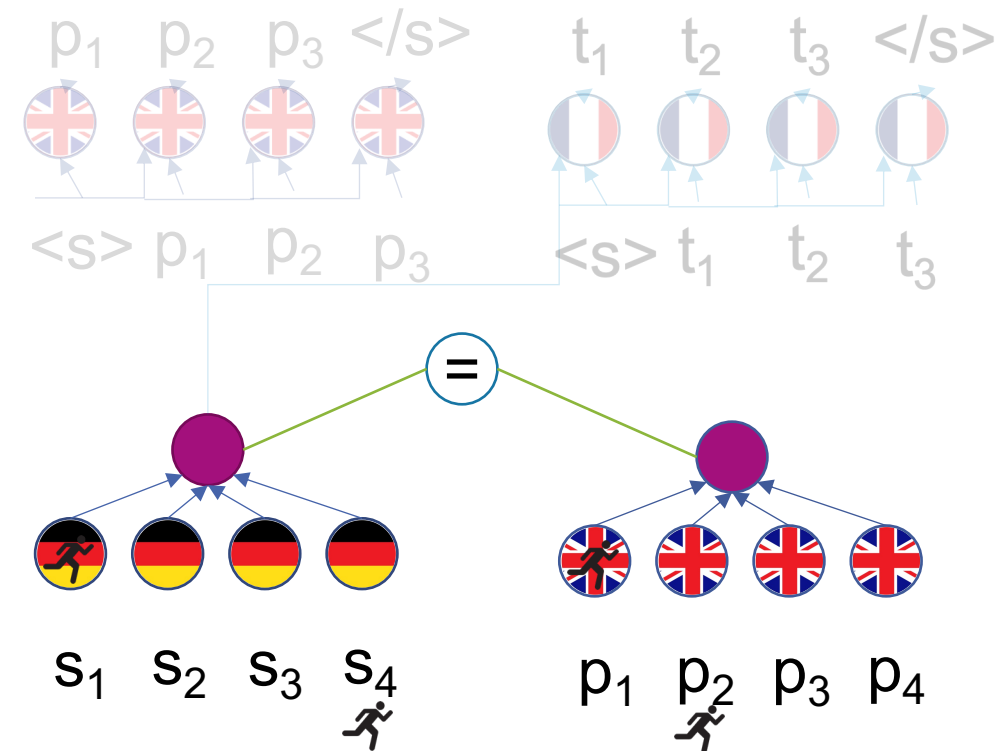 p₁ p₂ p₃ </s> t₁ t₂ t₃ </s>
<s> p₁ p₂ p₃ <s> t₁ t₂ t₃
=
s₁ s₂ s₃ s₄ p₁ p₂ p₃ p₄